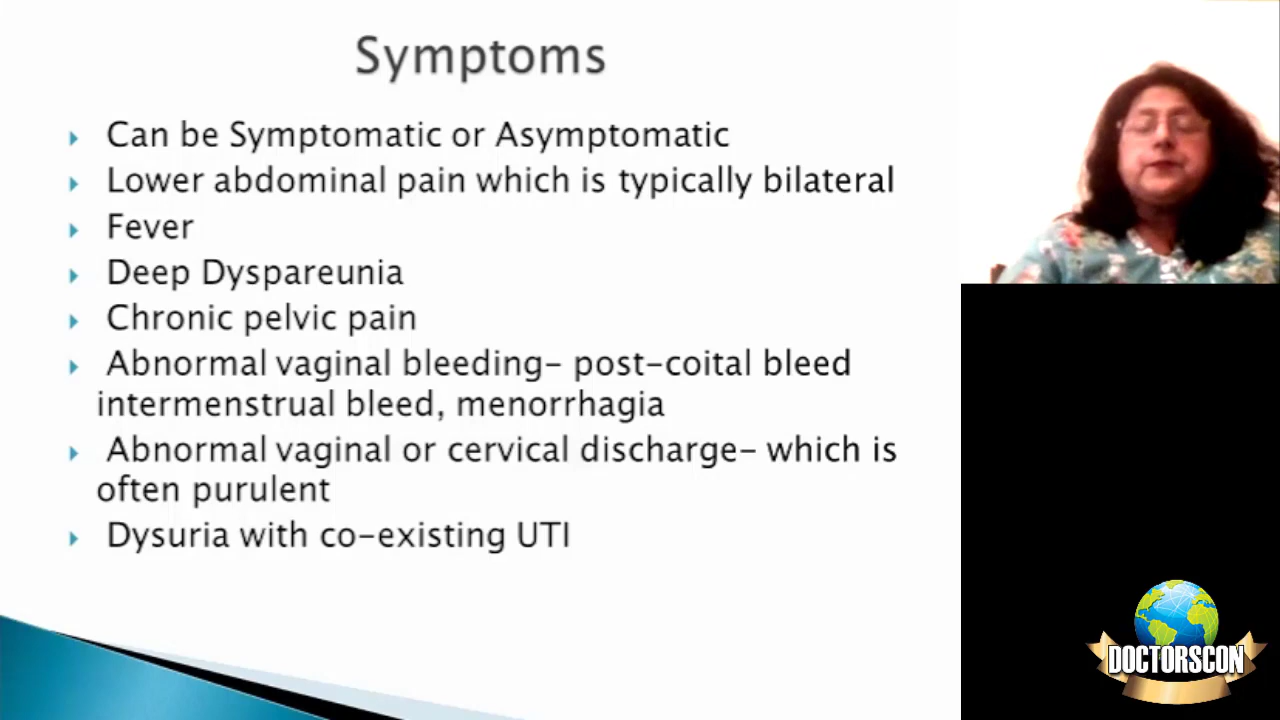 Symptoms
Can be Symptomatic or Asymptomatic
Lower abdominal pain which is typically bilateral
Fever
Deep Dyspareunia
Chronic pelvic pain
Abnormal vaginal bleeding- post-coital bleed
intermenstrual bleed, menorrhagia
Abnormal vaginal or cervical discharge- which is
often purulent
Dysuria with co-existing UTI
DOCTORSCON